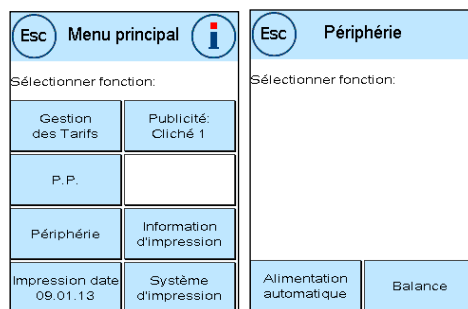 Esc Menu principal i
Sélectionner fonction:
Gestion
des Tarifs
Publicité:
Cliché 1
P.P.
Périphérie
Information
d'impression
Impression date
09.01.13
Système
d'impression
Esc Périphérie
Sélectionner fonction:
Alimentation
automatique
Balance